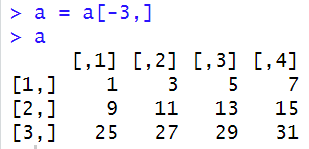 > a = a[-3,]
> a
     [,1] [,2] [,3] [,4]
[1,]    1    3    5    7
[2,]    9   11   13   15
[3,]   25   27   29   31